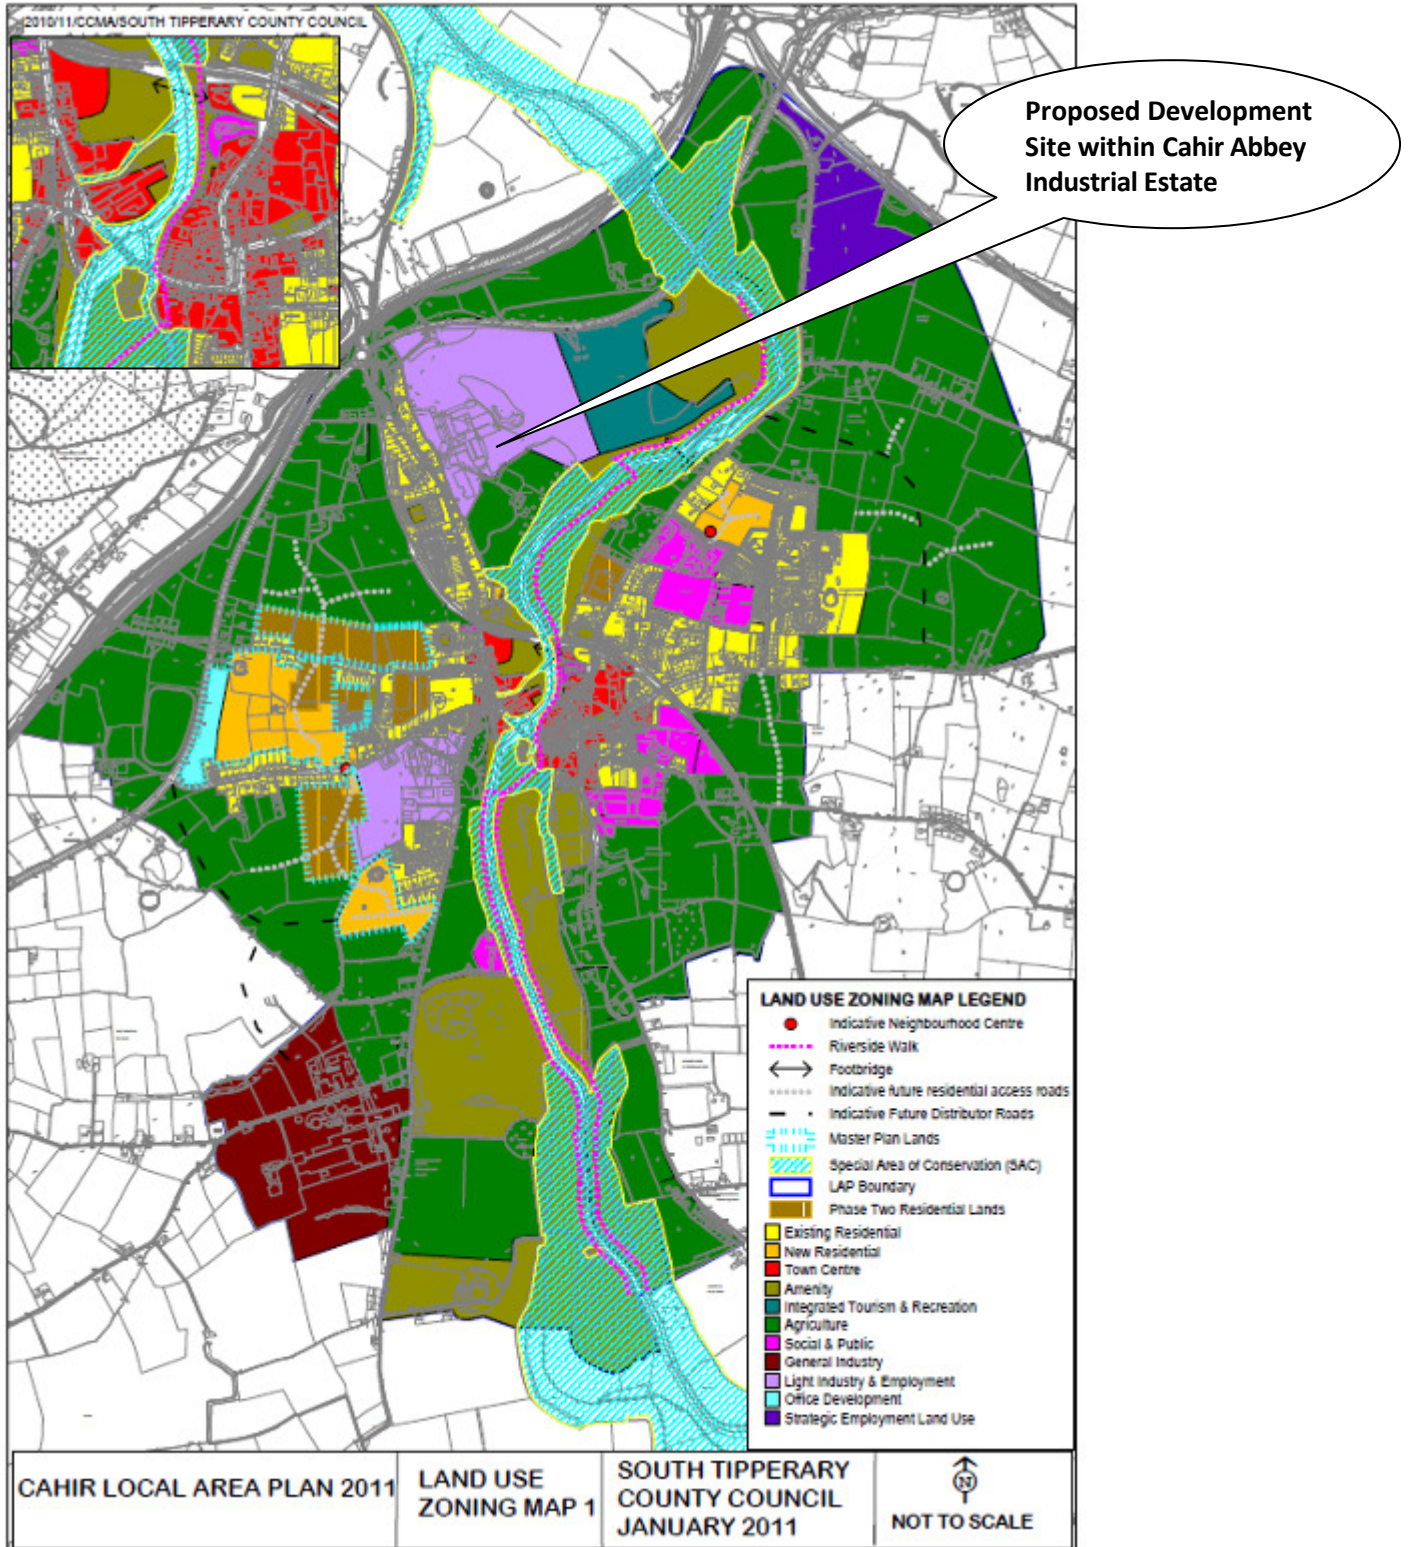 2010/11/CCMA/SOUTH TIPPERARY COUNTY COUNCIL
Proposed Development
Site within Cahir Abbey
Industrial Estate
LAND USE ZONING MAP LEGEND
Indicative Neighbourhood Centre
Riverside Walk
Footbridge
Indicative future residential access roads
Indicative Future Distributor Roads
Master Plan Lands
Special Area of Conservation (SAC)
LAP Boundary
Phase Two Residential Lands
Existing Residential
New Residential
Town Centre
Amenity
Integrated Tourism & Recreation
Agriculture
Social & Public
General Industry
Light Industry & Employment
Office Development
Strategic Employment Land Use
CAHIR LOCAL AREA PLAN 2011
LAND USE
ZONING MAP 1
SOUTH TIPPERARY
COUNTY COUNCIL
JANUARY 2011
N
NOT TO SCALE